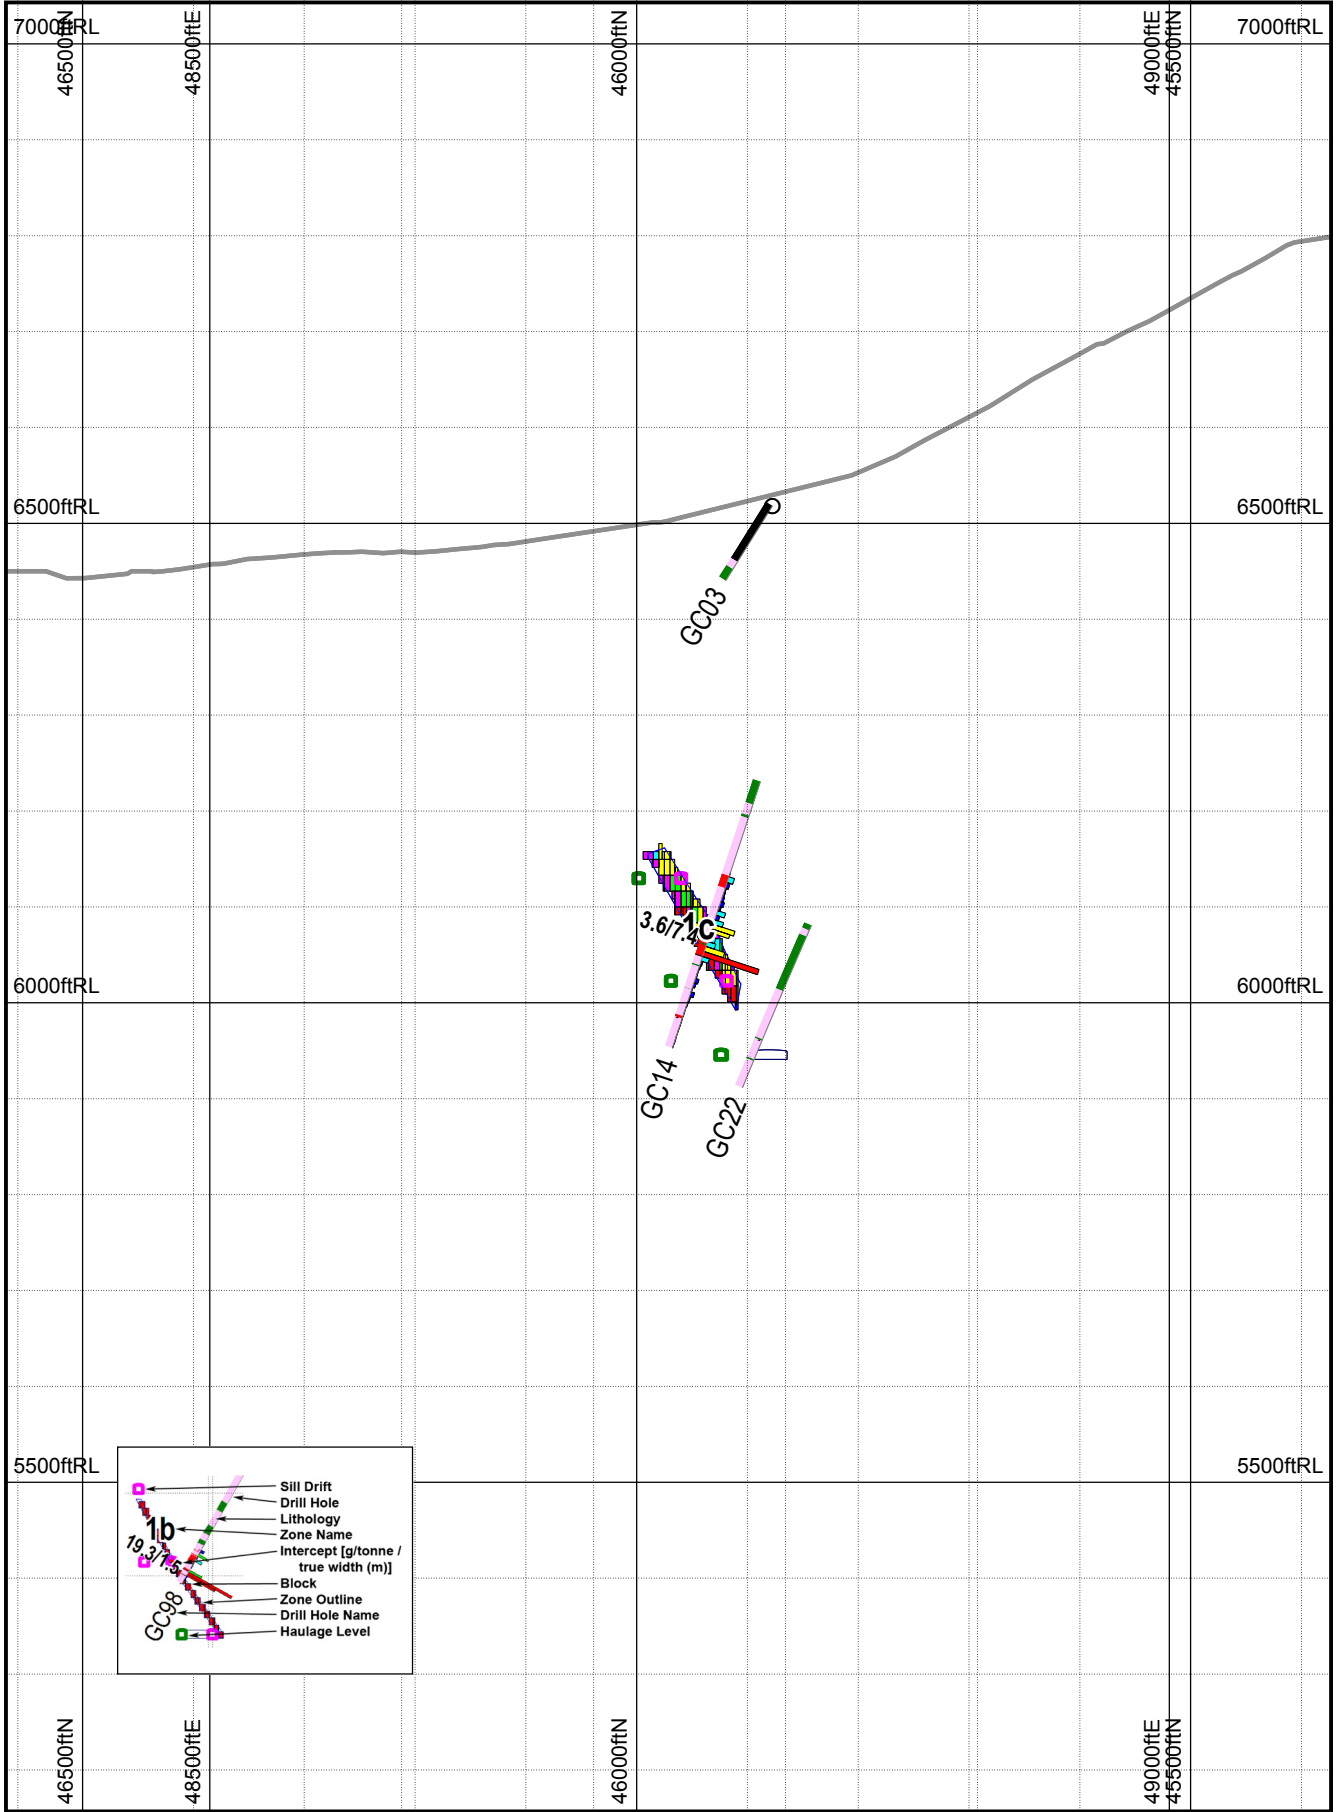 46500ftN
48500ftE
46000ftN
49000ftE
45500ftN
7000ftRL
7000ftRL
6500ftRL
6500ftRL
GC03
1c
3.6/7.4
6000ftRL
6000ftRL
GC14
GC22
5500ftRL
5500ftRL
Sill Drift
Drill Hole
Lithology
1b
Zone Name
19.3/1.5
Intercept [g/tonne /
true width (m)]
Block
Zone Outline
GC98
Drill Hole Name
Haulage Level
46500ftN
48500ftE
46000ftN
49000ftE
45500ftN